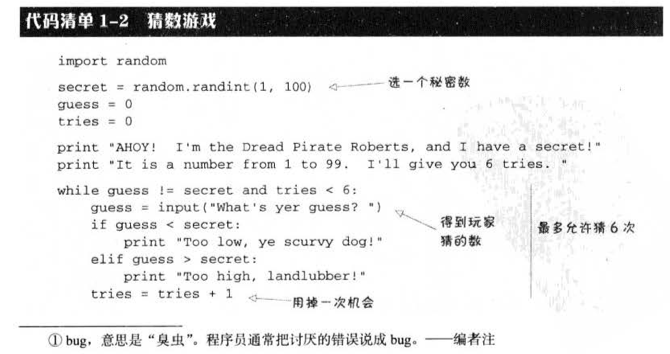 代码清单1-2 猜数游戏
import random
secret = random.randint(1, 100)
选一个秘密数
guess = 0
tries = 0
print "AHOY!  I'm the Dread Pirate Roberts, and I have a secret!"
print "It is a number from 1 to 99.  I'll give you 6 tries. "
while guess != secret and tries < 6:
    guess = input("What's yer guess? ")
    if guess < secret:
得到玩家
猜的数
最多允许猜6次
        print "Too low, ye scurvy dog!"
    elif guess > secret:
        print "Too high, landlubber!"
    tries = tries + 1
用掉一次机会
①bug，意思是“臭虫”。程序员通常把讨厌的错误说成bug。——编者注